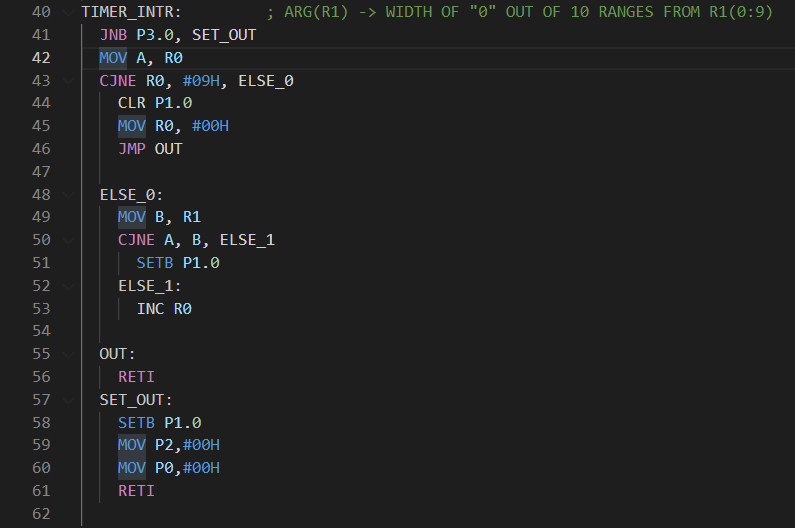 40 TIMER_INTR: ; ARG(R1) -> WIDTH OF "0" OUT OF 10 RANGES FROM R1(0:9)
41 JNB P3.0, SET_OUT
42 MOV A, R0
43 CJNE R0, #09H, ELSE_0
44 CLR P1.0
45 MOV R0, #00H
46 JMP OUT
47
48 ELSE_0:
49 MOV B, R1
50 CJNE A, B, ELSE_1
51 SETB P1.0
52 ELSE_1:
53 INC R0
54
55 OUT:
56 RETI
57 SET_OUT:
58 SETB P1.0
59 MOV P2,#00H
60 MOV P0,#00H
61 RETI
62